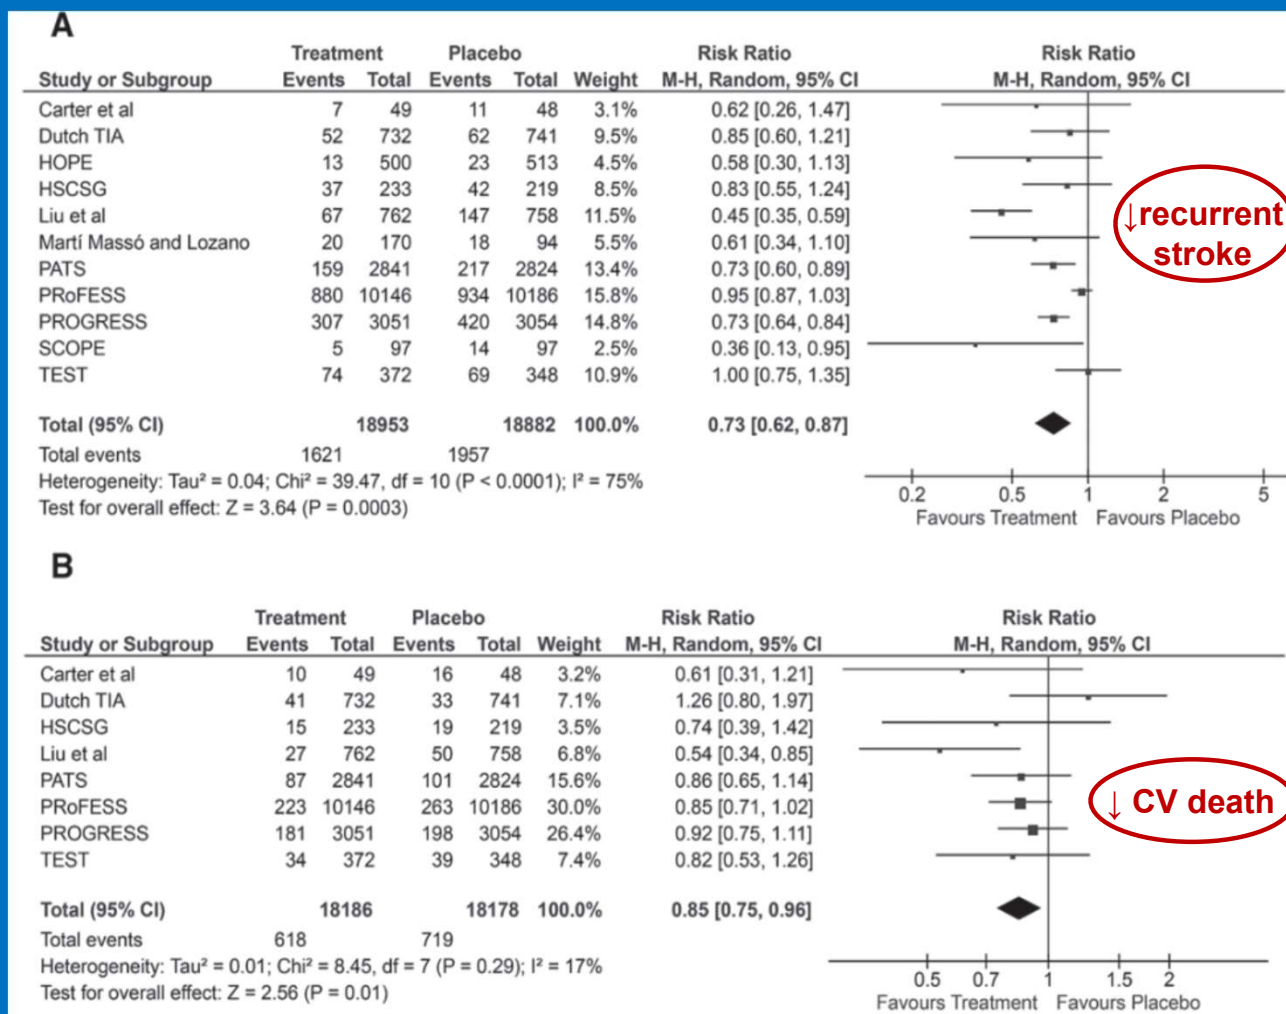 A
Treatment Placebo Risk Ratio Risk Ratio
Study or Subgroup Events Total Events Total Weight M-H, Random, 95% CI M-H, Random, 95% CI
Carter et al 7 49 11 48 3.1% 0.62 [0.26, 1.47]
Dutch TIA 52 732 62 741 9.5% 0.85 [0.60, 1.21]
HOPE 13 500 23 513 4.5% 0.58 [0.30, 1.13]
HSCSG 37 233 42 219 8.5% 0.83 [0.55, 1.24]
Liu et al 67 762 147 758 11.5% 0.45 [0.35, 0.59]
Martí Massó and Lozano 20 170 18 94 5.5% 0.61 [0.34, 1.10]
PATS 159 2841 217 2824 13.4% 0.73 [0.60, 0.89]
PRoFESS 880 10146 934 10186 15.8% 0.95 [0.87, 1.03]
PROGRESS 307 3051 420 3054 14.8% 0.73 [0.64, 0.84]
SCOPE 5 97 14 97 2.5% 0.36 [0.13, 0.95]
TEST 74 372 69 348 10.9% 1.00 [0.75, 1.35]
↓recurrent
stroke
Total (95% CI) 18953 18882 100.0% 0.73 [0.62, 0.87]
Total events 1621 1957
Heterogeneity: Tau² = 0.04; Chi² = 39.47, df = 10 (P < 0.0001); I² = 75%
Test for overall effect: Z = 3.64 (P = 0.0003)
0.2 0.5 1 2 5
Favours Treatment Favours Placebo
B
Treatment Placebo Risk Ratio Risk Ratio
Study or Subgroup Events Total Events Total Weight M-H, Random, 95% CI M-H, Random, 95% CI
Carter et al 10 49 16 48 3.2% 0.61 [0.31, 1.21]
Dutch TIA 41 732 33 741 7.1% 1.26 [0.80, 1.97]
HSCSG 15 233 19 219 3.5% 0.74 [0.39, 1.42]
Liu et al 27 762 50 758 6.8% 0.54 [0.34, 0.85]
PATS 87 2841 101 2824 15.6% 0.86 [0.65, 1.14]
PRoFESS 223 10146 263 10186 30.0% 0.85 [0.71, 1.02]
PROGRESS 181 3051 198 3054 26.4% 0.92 [0.75, 1.11]
TEST 34 372 39 348 7.4% 0.82 [0.53, 1.26]
↓ CV death
Total (95% CI) 18186 18178 100.0% 0.85 [0.75, 0.96]
Total events 618 719
Heterogeneity: Tau² = 0.01; Chi² = 8.45, df = 7 (P = 0.29); I² = 17%
Test for overall effect: Z = 2.56 (P = 0.01)
0.5 0.7 1 1.5 2
Favours Treatment Favours Placebo